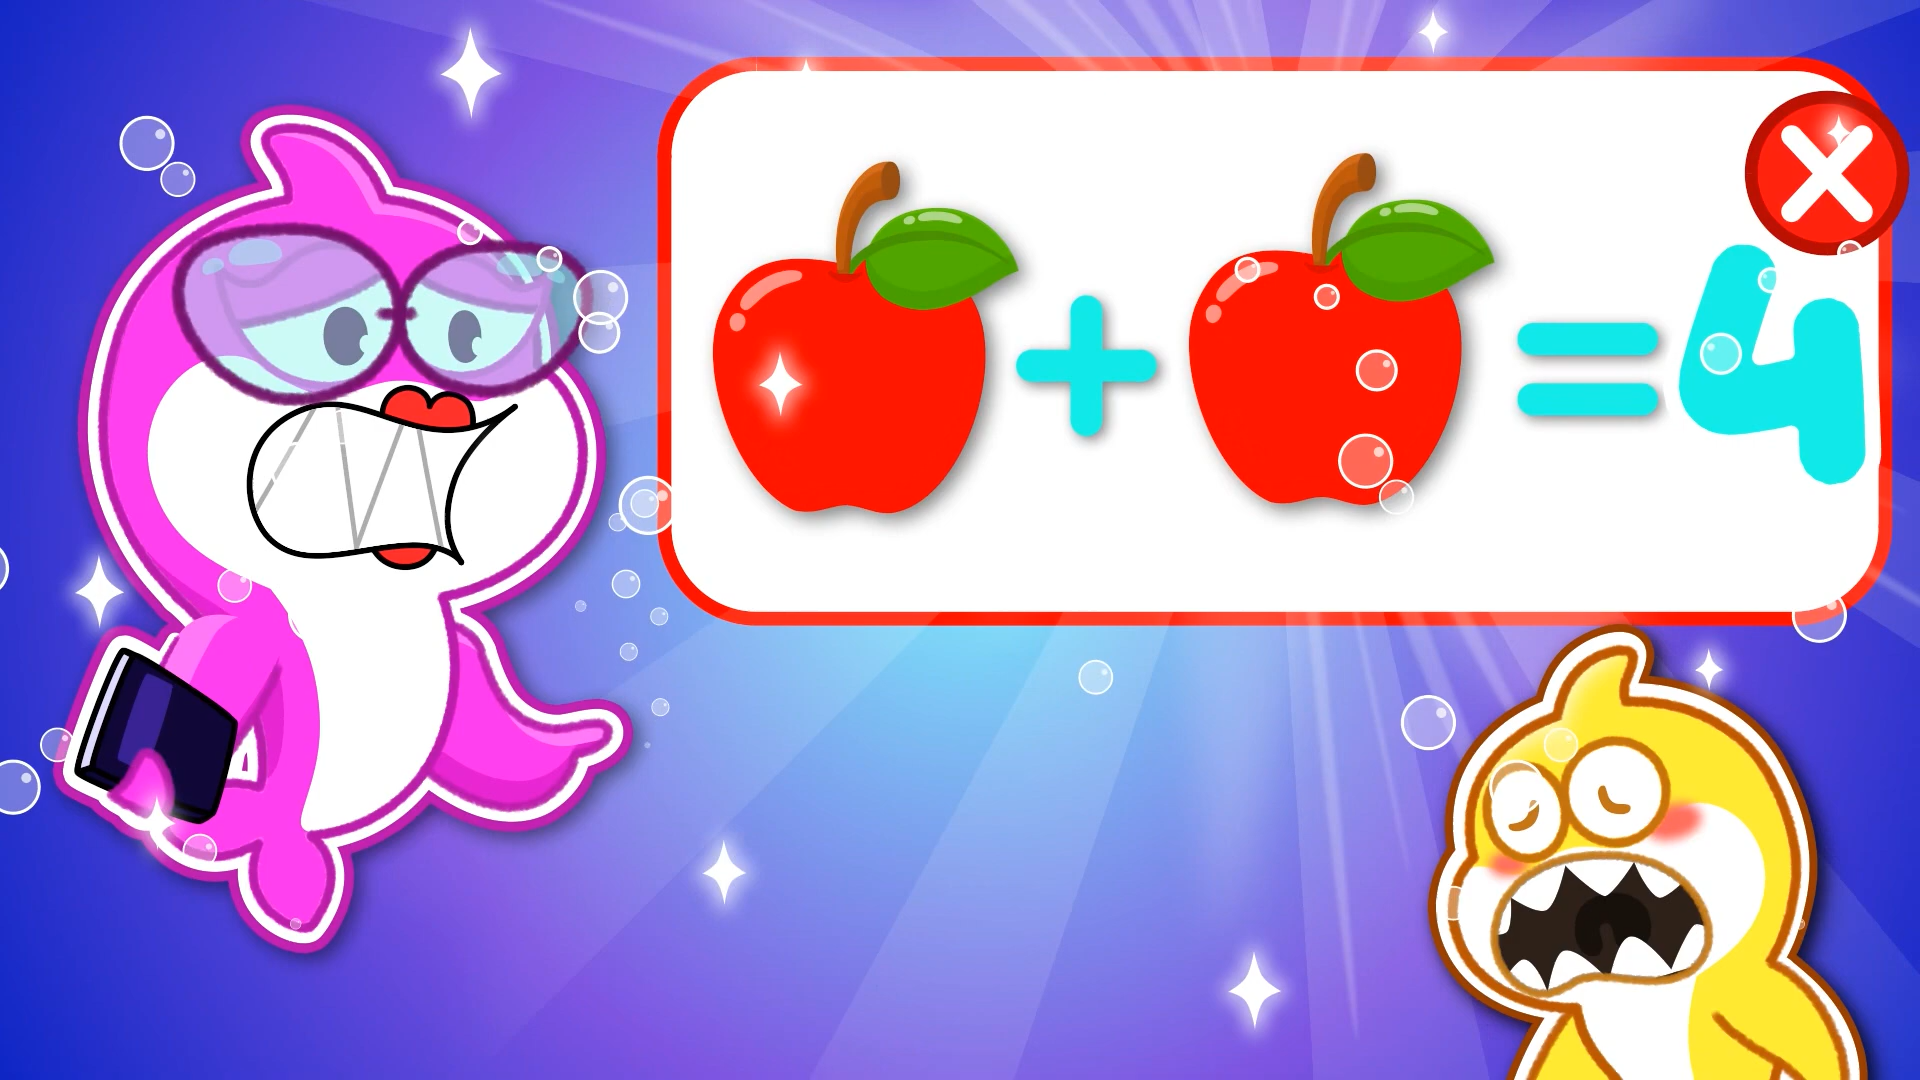 + = 4